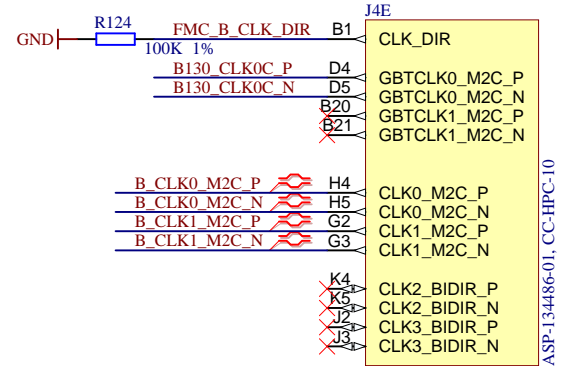 J4E
R124
GND
FMC_B_CLK_DIR B1 CLK_DIR
100K 1%
B130_CLK0C_P D4 GBTCLK0_M2C_P
B130_CLK0C_N D5 GBTCLK0_M2C_N
B20 GBTCLK1_M2C_P
B21 GBTCLK1_M2C_N
B_CLK0_M2C_P H4 CLK0_M2C_P
B_CLK0_M2C_N H5 CLK0_M2C_N
B_CLK1_M2C_P G2 CLK1_M2C_P
B_CLK1_M2C_N G3 CLK1_M2C_N
K4 CLK2_BIDIR_P
K5 CLK2_BIDIR_N
J2 CLK3_BIDIR_P
J3 CLK3_BIDIR_N
ASP-134486-01, CC-HPC-10